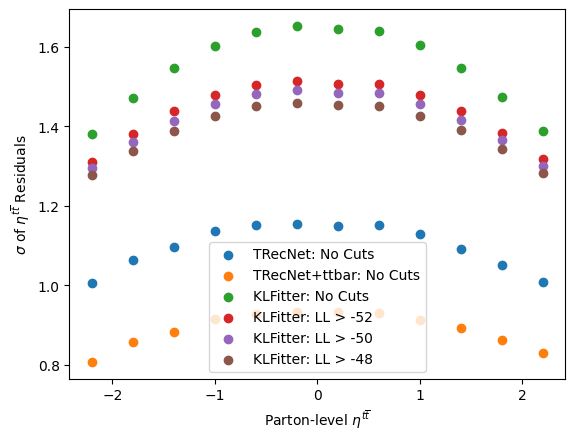 σ of η^{tt̄} Residuals
1.6
1.4
1.2
1.0
0.8
TRecNet: No Cuts
TRecNet+ttbar: No Cuts
KLFitter: No Cuts
KLFitter: LL > -52
KLFitter: LL > -50
KLFitter: LL > -48
−2 −1 0 1 2
Parton-level η^{tt̄}